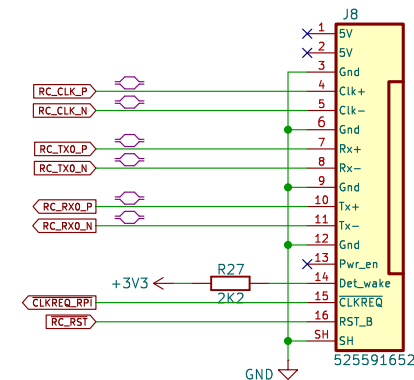 J8
1 5V
2 5V
3 Gnd
RC_CLK_P 4 Clk+
RC_CLK_N 5 Clk-
6 Gnd
RC_TX0_P 7 Rx+
RC_TX0_N 8 Rx-
9 Gnd
RC_RX0_P 10 Tx+
RC_RX0_N 11 Tx-
12 Gnd
13 Pwr_en
R27
+3V3 14 Det_wake
2K2
CLKREQ_RPI 15 CLKREQ
RC_RST 16 RST_B
SH SH
525591652
GND